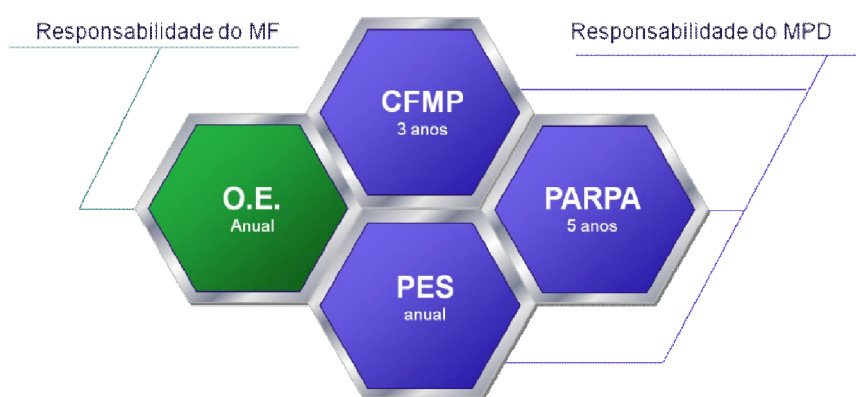 Responsabilidade do MF
Responsabilidade do MPD
CFMP
3 anos
O.E.
Anual
PARPA
5 anos
PES
anual